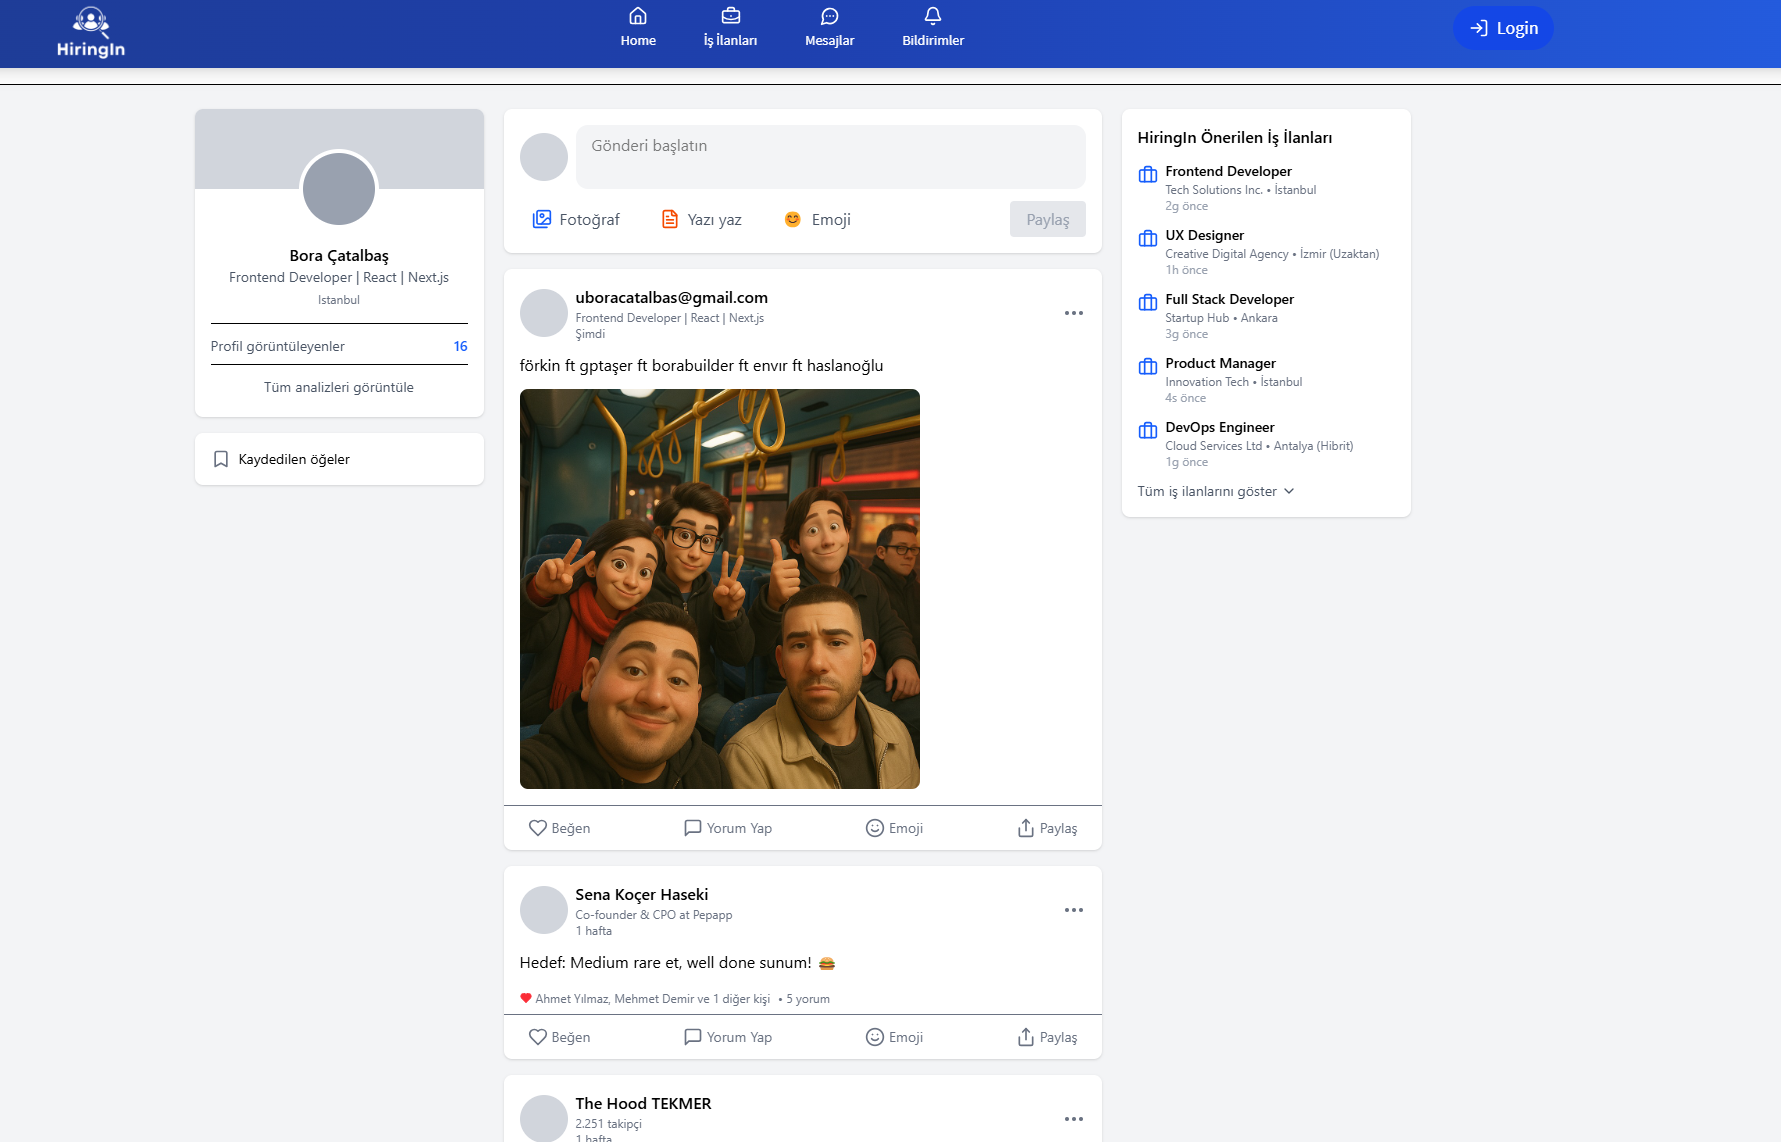 HiringIn
Home
İş İlanları
Mesajlar
Bildirimler
Login
Bora Çatalbaş
Frontend Developer | React | Next.js
Istanbul
Profil görüntüleyenler 16
Tüm analizleri görüntüle
Kaydedilen öğeler
Gönderi başlatın
Fotoğraf
Yazı yaz
Emoji
Paylaş
uboracatalbas@gmail.com
Frontend Developer | React | Next.js
Şimdi
förkin ft gptaşer ft borabuilder ft envır ft haslanoğlu
Beğen
Yorum Yap
Emoji
Paylaş
Sena Koçer Haseki
Co-founder & CPO at Pepapp
1 hafta
Hedef: Medium rare et, well done sunum! 🍔
Ahmet Yılmaz, Mehmet Demir ve 1 diğer kişi • 5 yorum
Beğen
Yorum Yap
Emoji
Paylaş
The Hood TEKMER
2.251 takipçi
1 hafta
HiringIn Önerilen İş İlanları
Frontend Developer
Tech Solutions Inc. • İstanbul
2g önce
UX Designer
Creative Digital Agency • İzmir (Uzaktan)
1h önce
Full Stack Developer
Startup Hub • Ankara
3g önce
Product Manager
Innovation Tech • İstanbul
4s önce
DevOps Engineer
Cloud Services Ltd • Antalya (Hibrit)
1g önce
Tüm iş ilanlarını göster